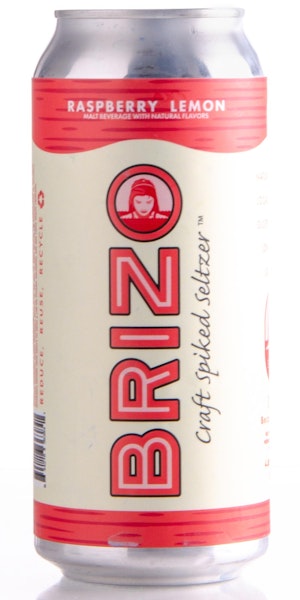 RASPBERRY LEMON
MALT BEVERAGE WITH NATURAL FLAVORS
BRIZO
Craft Spiked Seltzer™
REDUCE, REUSE, RECYCLE